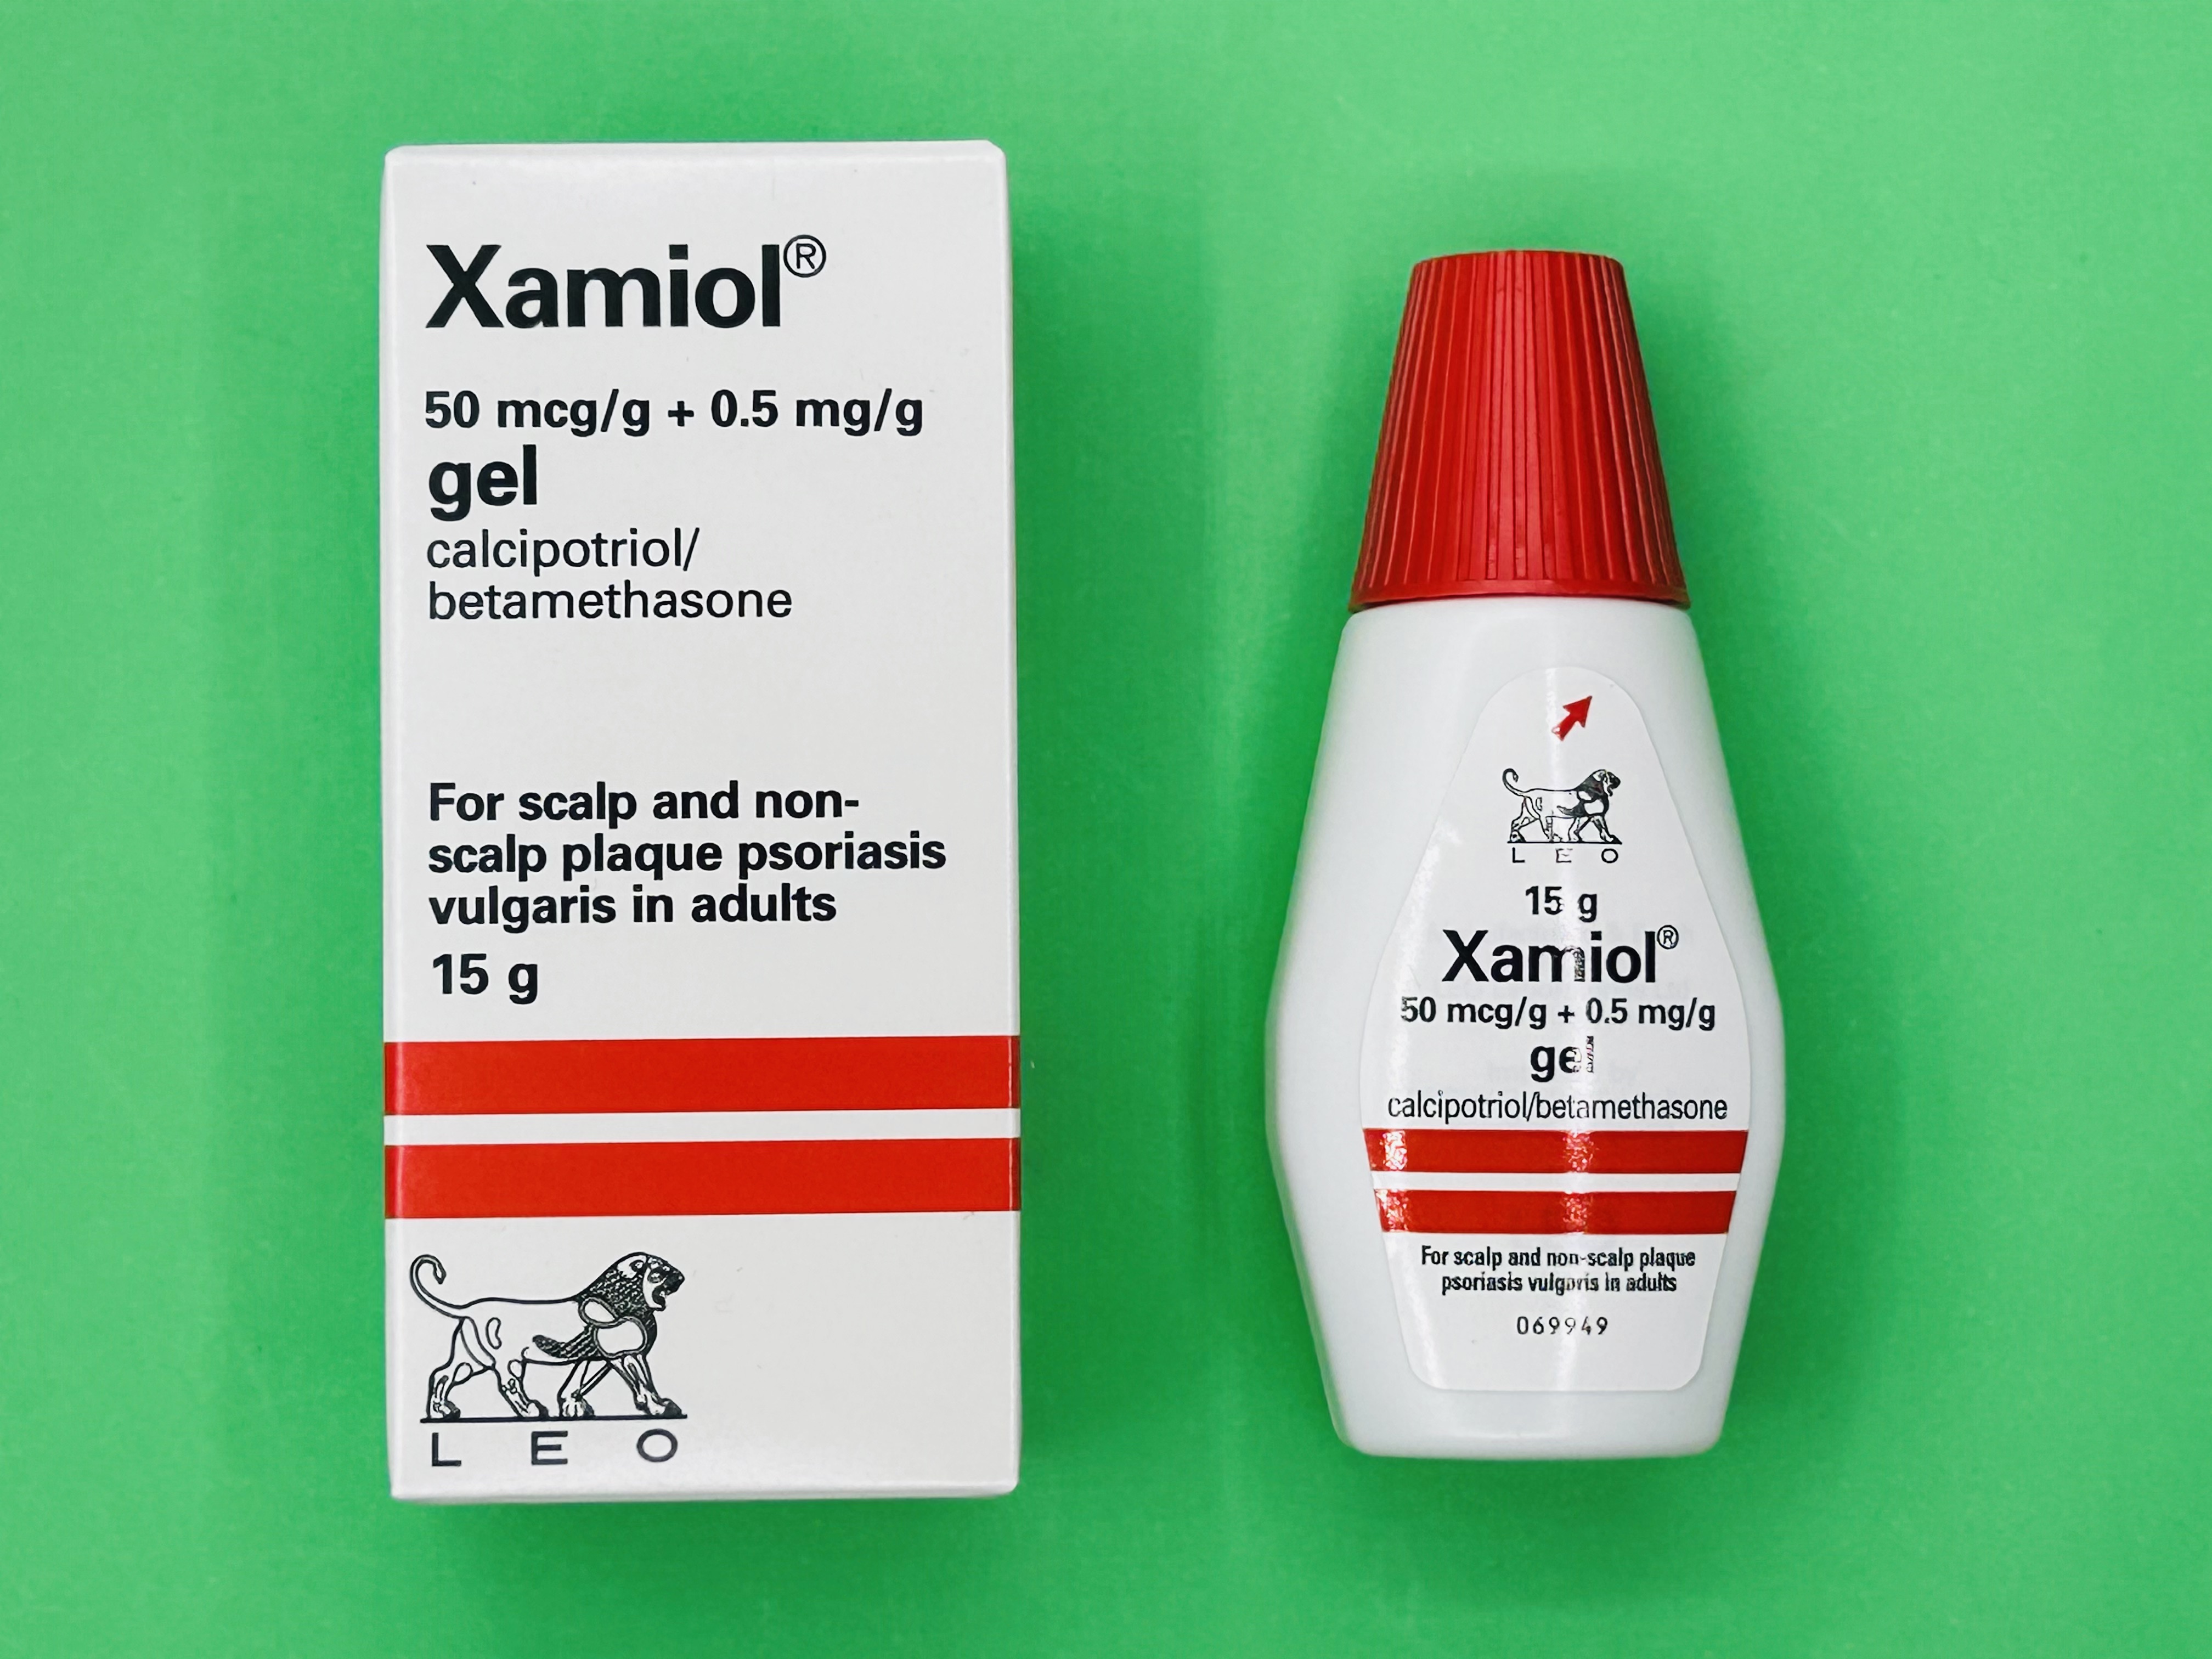 Xamiol®
50 mcg/g + 0.5 mg/g
gel
calcipotriol/
betamethasone
For scalp and non-
scalp plaque psoriasis
vulgaris in adults
15 g
LEO
LEO
15 g
Xamiol®
50 mcg/g + 0.5 mg/g
gel
calcipotriol/betamethasone
For scalp and non-scalp plaque
psoriasis vulgaris in adults
069949